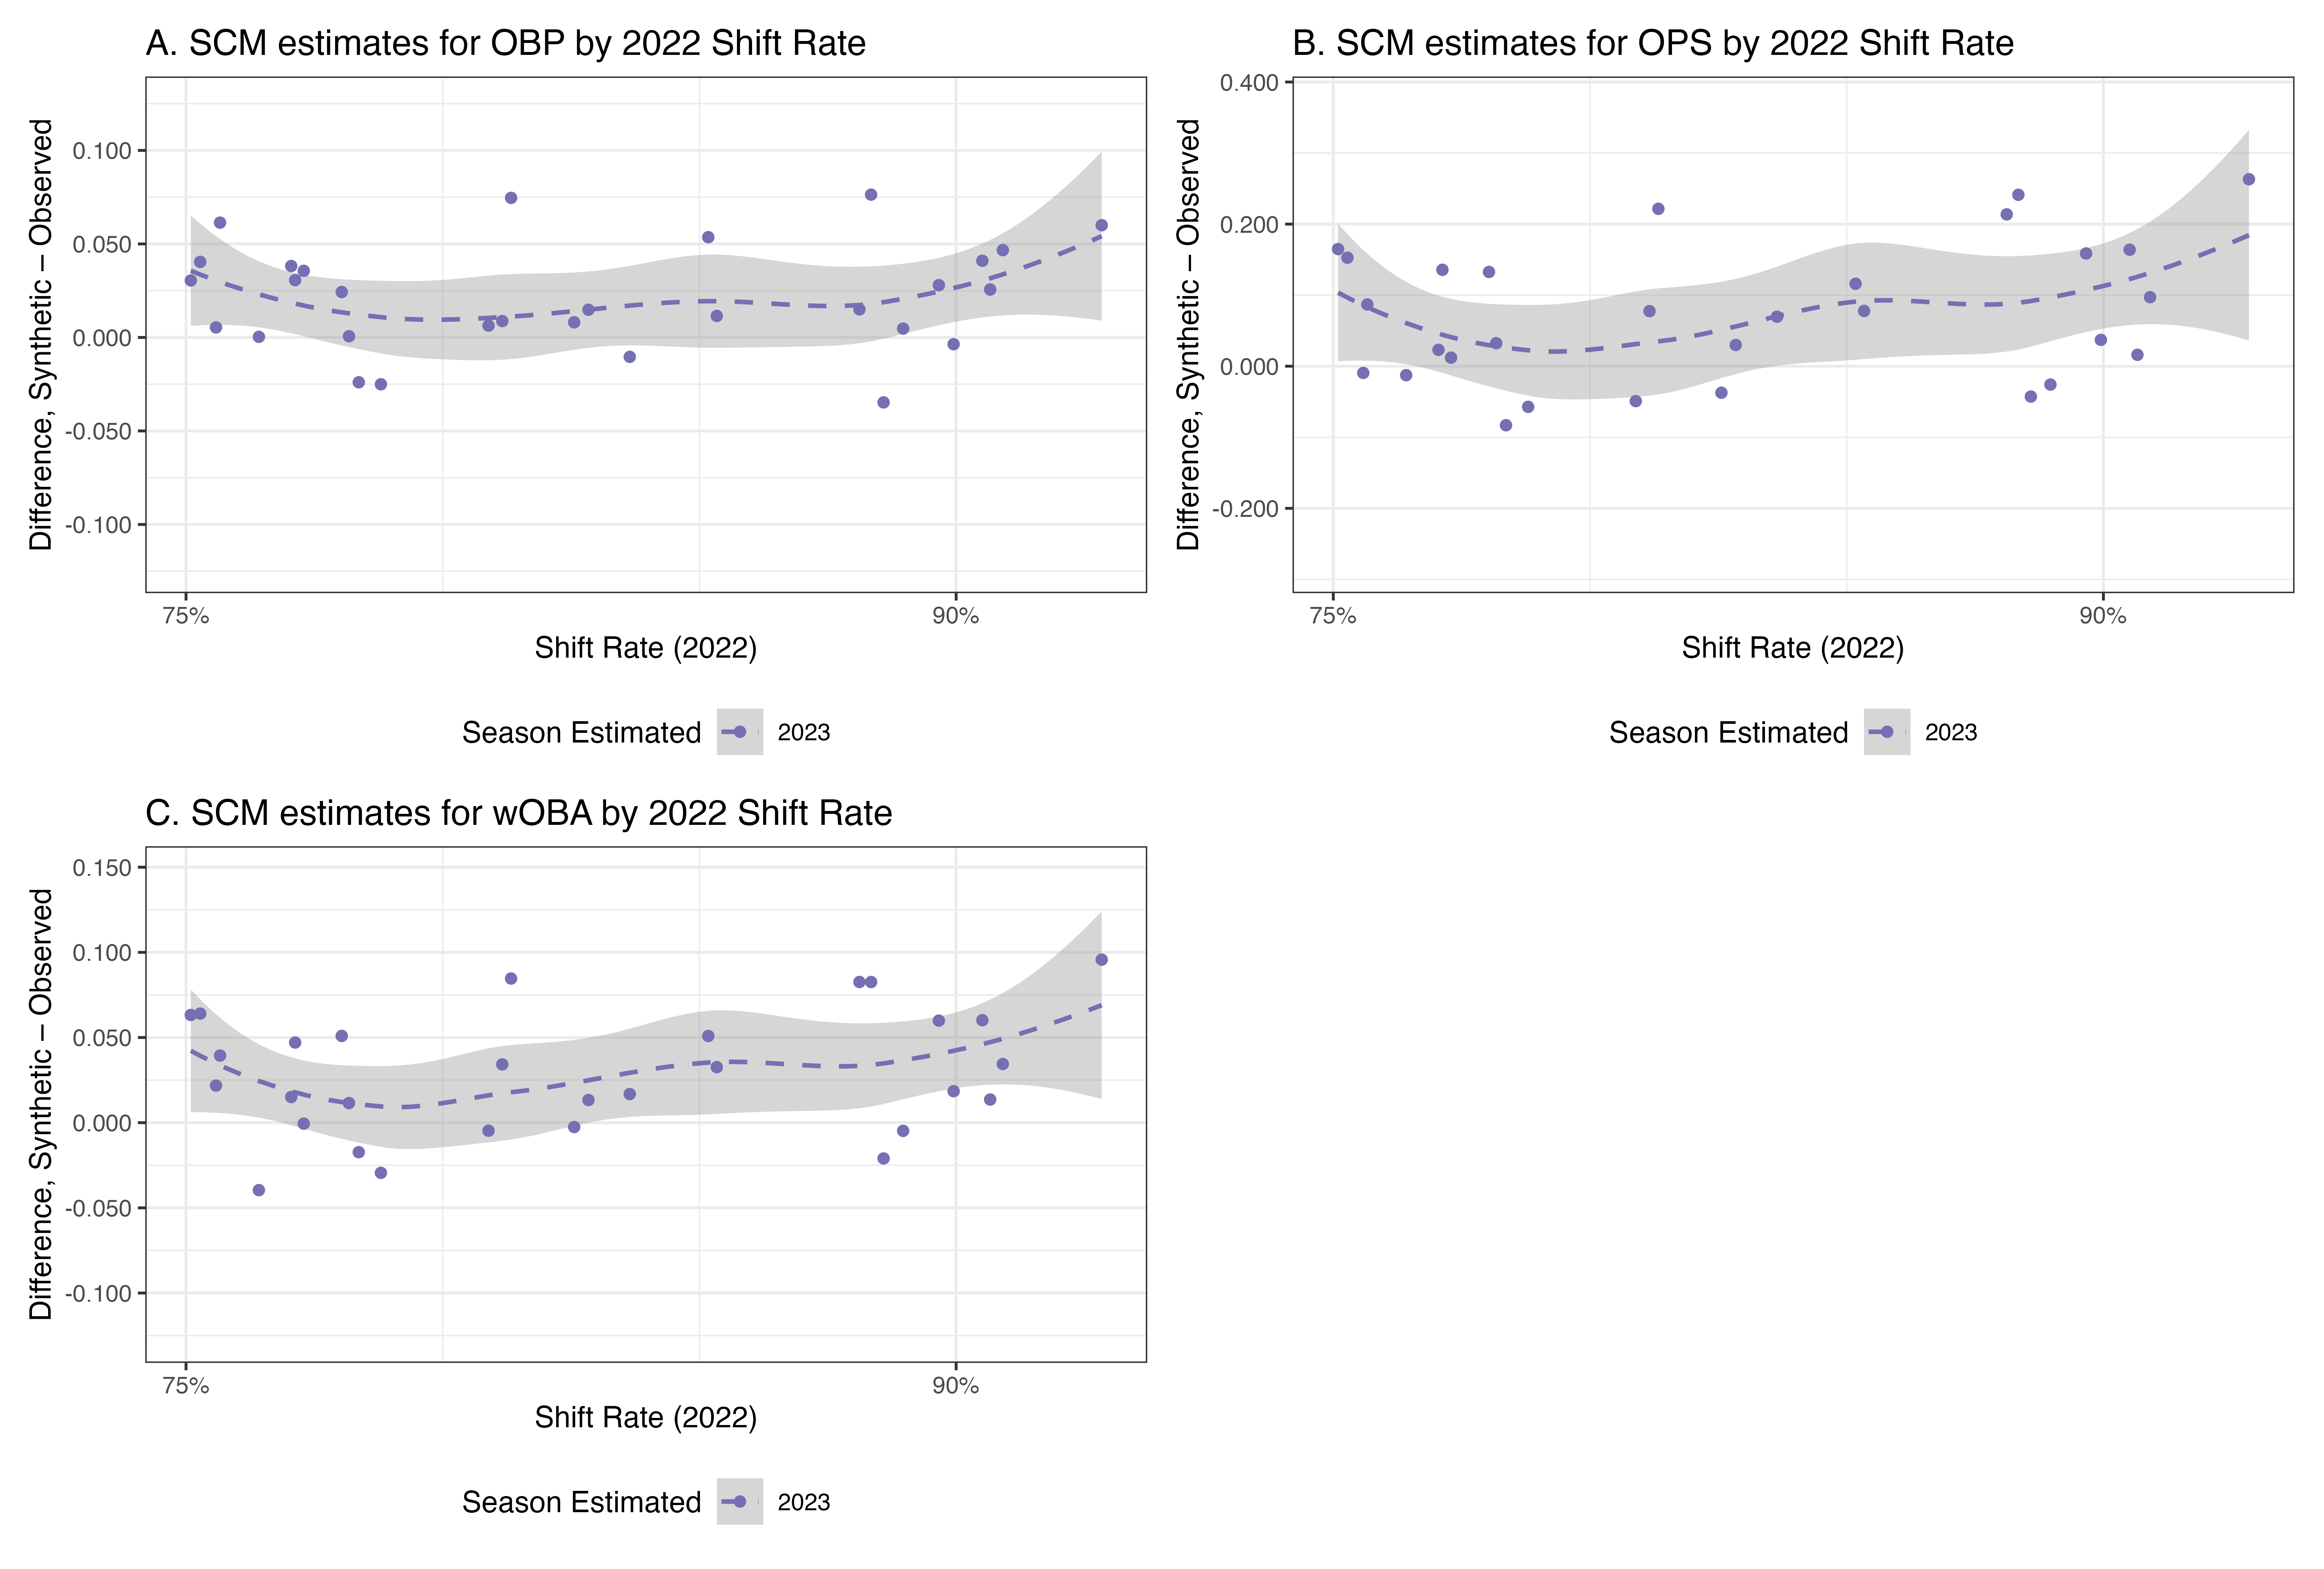 A. SCM estimates for OBP by 2022 Shift Rate
Difference, Synthetic – Observed
0.100
0.050
0.000
-0.050
-0.100
75%
90%
Shift Rate (2022)
Season Estimated
2023
B. SCM estimates for OPS by 2022 Shift Rate
Difference, Synthetic – Observed
0.400
0.200
0.000
-0.200
75%
90%
Shift Rate (2022)
Season Estimated
2023
C. SCM estimates for wOBA by 2022 Shift Rate
Difference, Synthetic – Observed
0.150
0.100
0.050
0.000
-0.050
-0.100
75%
90%
Shift Rate (2022)
Season Estimated
2023